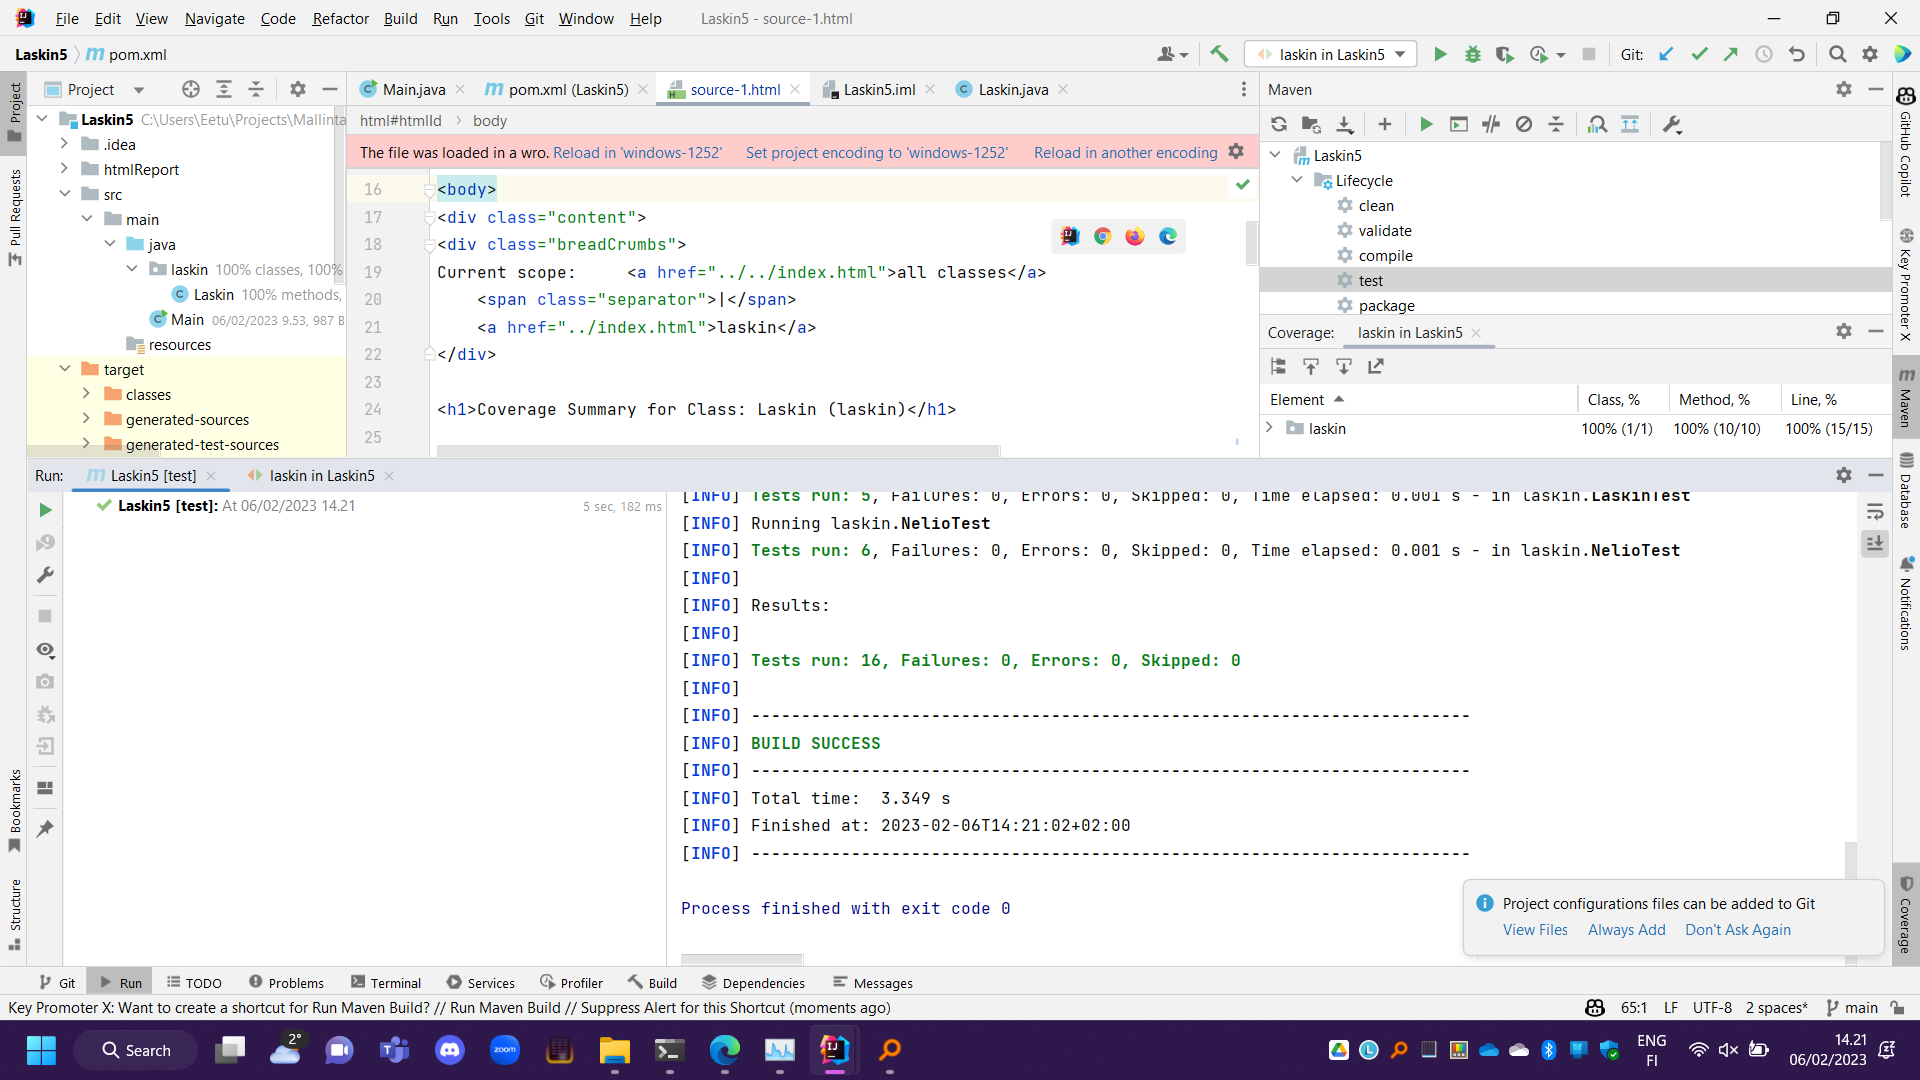 File Edit View Navigate Code Refactor Build Run Tools Git Window Help Laskin5 - source-1.html
Laskin5 pom.xml laskin in Laskin5 Git:
Project
Pull Requests
Bookmarks
Structure
Project
Laskin5 C:\Users\Eetu\Projects\Mallinta
.idea
htmlReport
src
main
java
laskin 100% classes, 100%
Laskin 100% methods,
Main 06/02/2023 9.53, 987 B
resources
target
classes
generated-sources
generated-test-sources
Main.java pom.xml (Laskin5) source-1.html Laskin5.iml Laskin.java
html#htmlId body
The file was loaded in a wro. Reload in 'windows-1252' Set project encoding to 'windows-1252' Reload in another encoding
16 <body>
17 <div class="content">
18 <div class="breadCrumbs">
19 Current scope: <a href="../../index.html">all classes</a>
20 <span class="separator">|</span>
21 <a href="../index.html">laskin</a>
22 </div>
23
24 <h1>Coverage Summary for Class: Laskin (laskin)</h1>
25
Maven
Laskin5
Lifecycle
clean
validate
compile
test
package
Coverage: laskin in Laskin5
Element Class, % Method, % Line, %
laskin 100% (1/1) 100% (10/10) 100% (15/15)
GitHub Copilot
Key Promoter X
Maven
Database
Notifications
Coverage
Run: Laskin5 [test] laskin in Laskin5
Laskin5 [test]: At 06/02/2023 14.21 5 sec, 182 ms
[INFO] Tests run: 5, Failures: 0, Errors: 0, Skipped: 0, Time elapsed: 0.001 s - in laskin.LaskinTest
[INFO] Running laskin.NelioTest
[INFO] Tests run: 6, Failures: 0, Errors: 0, Skipped: 0, Time elapsed: 0.001 s - in laskin.NelioTest
[INFO]
[INFO] Results:
[INFO]
[INFO] Tests run: 16, Failures: 0, Errors: 0, Skipped: 0
[INFO]
[INFO] ------------------------------------------------------------------------
[INFO] BUILD SUCCESS
[INFO] ------------------------------------------------------------------------
[INFO] Total time: 3.349 s
[INFO] Finished at: 2023-02-06T14:21:02+02:00
[INFO] ------------------------------------------------------------------------
Process finished with exit code 0
Project configurations files can be added to Git
View Files Always Add Don't Ask Again
Git Run TODO Problems Terminal Services Profiler Build Dependencies Messages
Key Promoter X: Want to create a shortcut for Run Maven Build? // Run Maven Build // Suppress Alert for this Shortcut (moments ago) 65:1 LF UTF-8 2 spaces* main
Search 2° zoom ENG 14.21
FI 06/02/2023